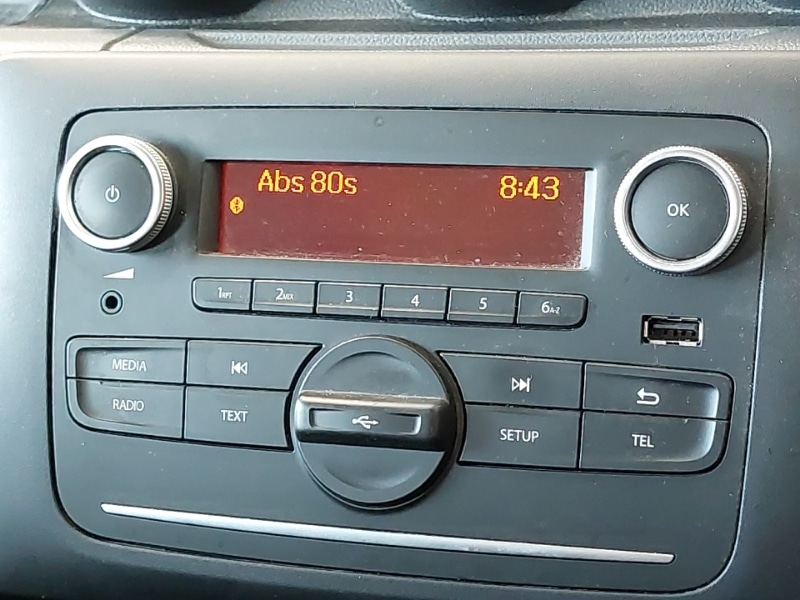 Abs 80s 8:43
OK
1RPT 2MIX 3 4 5 6A-Z
MEDIA
RADIO TEXT
SETUP TEL